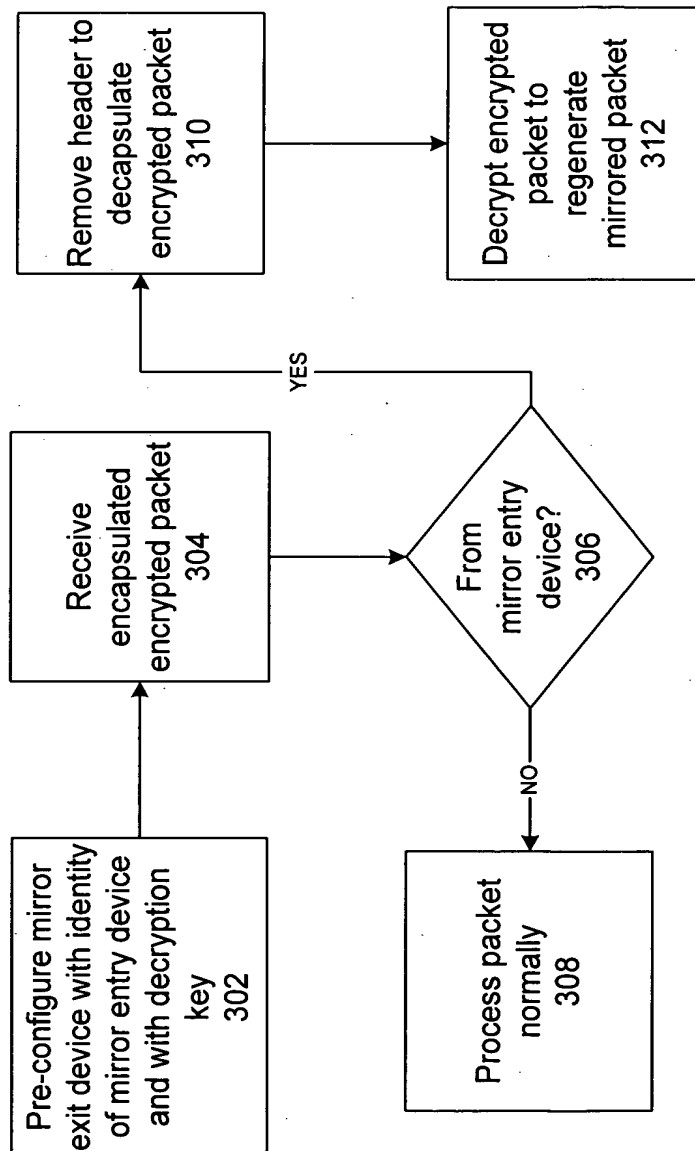 Pre-configure mirror
exit device with identity
of mirror entry device
and with decryption
key
302
Receive
encapsulated
encrypted packet
304
From
mirror entry
device?
306
NO
Process packet
normally
308
YES
Remove header to
decapsulate
encrypted packet
310
Decrypt encrypted
packet to
regenerate
mirrored packet
312